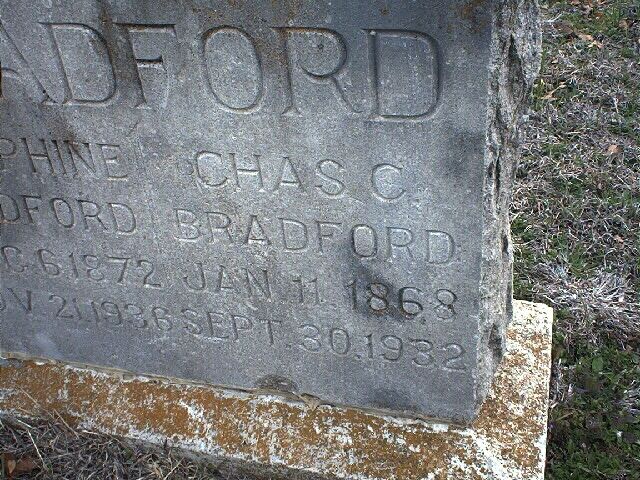 ADFORD
PHINE CHAS C.
DFORD BRADFORD
C 6 1872 JAN 11 1868
V 21, 1936 SEPT. 30, 1932